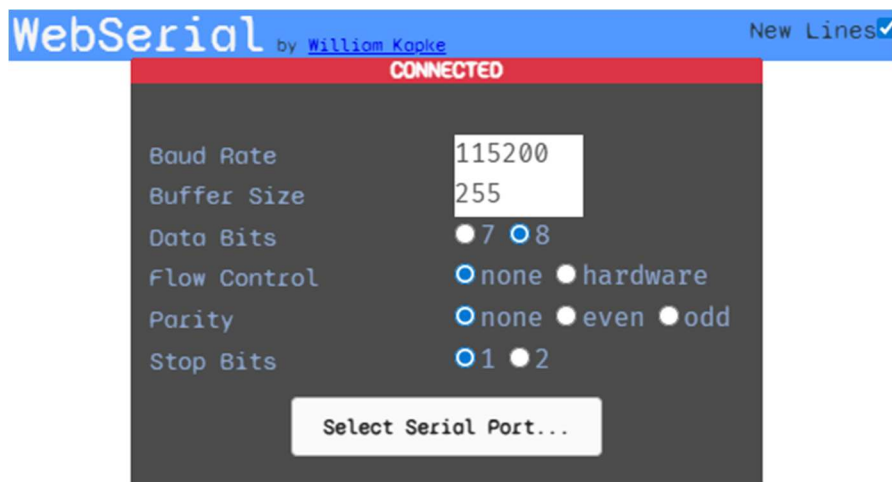 WebSerial by William Kapke New Lines
CONNECTED
Baud Rate 115200
Buffer Size 255
Data Bits 7 8
Flow Control none hardware
Parity none even odd
Stop Bits 1 2
Select Serial Port...